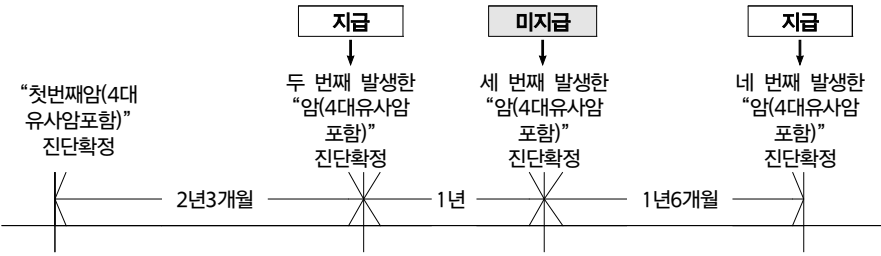 지급
미지급
지급
“첫번째암(4대
유사암포함)”
진단확정
두 번째 발생한
“암(4대유사암
포함)”
진단확정
세 번째 발생한
“암(4대유사암
포함)”
진단확정
네 번째 발생한
“암(4대유사암
포함)”
진단확정
2년3개월
1년
1년6개월